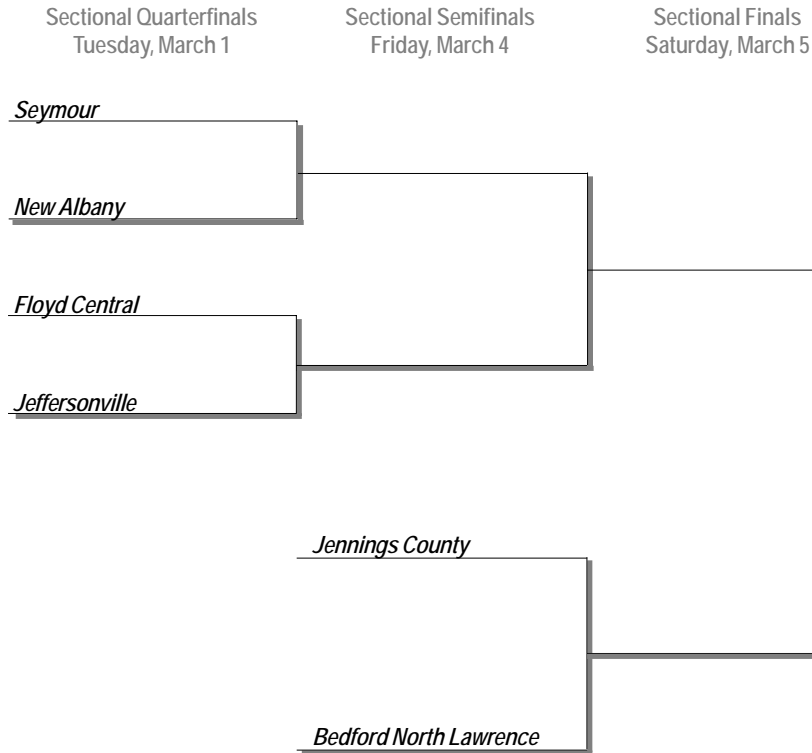 Sectional Quarterfinals
Tuesday, March 1
Sectional Semifinals
Friday, March 4
Sectional Finals
Saturday, March 5
Seymour
New Albany
Floyd Central
Jeffersonville
Jennings County
Bedford North Lawrence